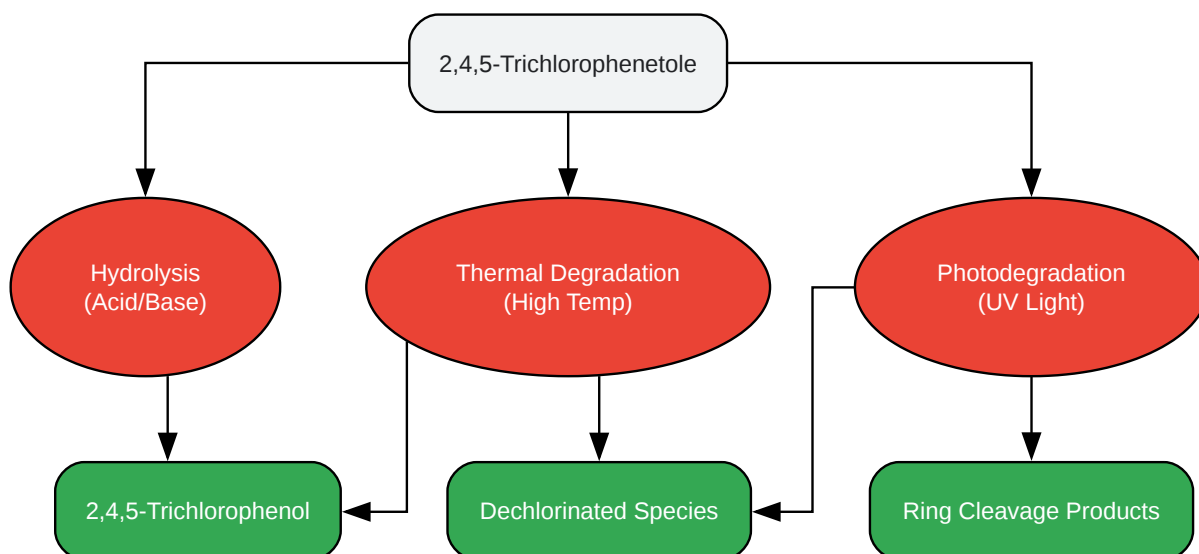 2,4,5-Trichlorophenetole
Hydrolysis
(Acid/Base)
Thermal Degradation
(High Temp)
Photodegradation
(UV Light)
2,4,5-Trichlorophenol
Dechlorinated Species
Ring Cleavage Products